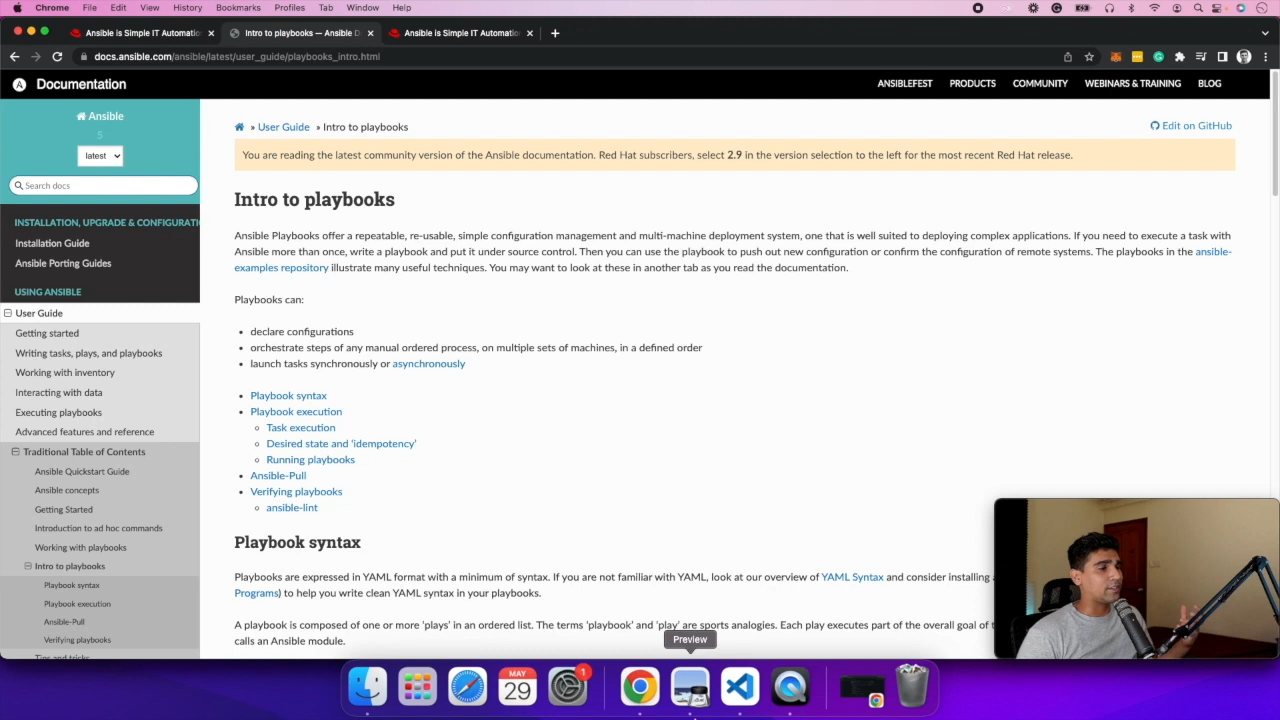 Chrome File Edit View History Bookmarks Profiles Tab Window Help
Ansible is Simple IT Automation
Intro to playbooks — Ansible D
Ansible is Simple IT Automation
docs.ansible.com/ansible/latest/user_guide/playbooks_intro.html
A Documentation
ANSIBLEFEST PRODUCTS COMMUNITY WEBINARS & TRAINING BLOG
Ansible
5
latest
Search docs
INSTALLATION, UPGRADE & CONFIGURATI
Installation Guide
Ansible Porting Guides
USING ANSIBLE
User Guide
Getting started
Writing tasks, plays, and playbooks
Working with inventory
Interacting with data
Executing playbooks
Advanced features and reference
Traditional Table of Contents
Ansible Quickstart Guide
Ansible concepts
Getting Started
Introduction to ad hoc commands
Working with playbooks
Intro to playbooks
Playbook syntax
Playbook execution
Ansible-Pull
Verifying playbooks
Tips and tricks
» User Guide » Intro to playbooks
Edit on GitHub
You are reading the latest community version of the Ansible documentation. Red Hat subscribers, select 2.9 in the version selection to the left for the most recent Red Hat release.
Intro to playbooks
Ansible Playbooks offer a repeatable, re-usable, simple configuration management and multi-machine deployment system, one that is well suited to deploying complex applications. If you need to execute a task with
Ansible more than once, write a playbook and put it under source control. Then you can use the playbook to push out new configuration or confirm the configuration of remote systems. The playbooks in the ansible-
examples repository illustrate many useful techniques. You may want to look at these in another tab as you read the documentation.
Playbooks can:
declare configurations
orchestrate steps of any manual ordered process, on multiple sets of machines, in a defined order
launch tasks synchronously or asynchronously
Playbook syntax
Playbook execution
Task execution
Desired state and ‘idempotency’
Running playbooks
Ansible-Pull
Verifying playbooks
ansible-lint
Playbook syntax
Playbooks are expressed in YAML format with a minimum of syntax. If you are not familiar with YAML, look at our overview of YAML Syntax and consider installing
Programs) to help you write clean YAML syntax in your playbooks.
A playbook is composed of one or more ‘plays’ in an ordered list. The terms ‘playbook’ and ‘play’ are sports analogies. Each play executes part of the overall goal of
calls an Ansible module.
Preview
MAY
29
1